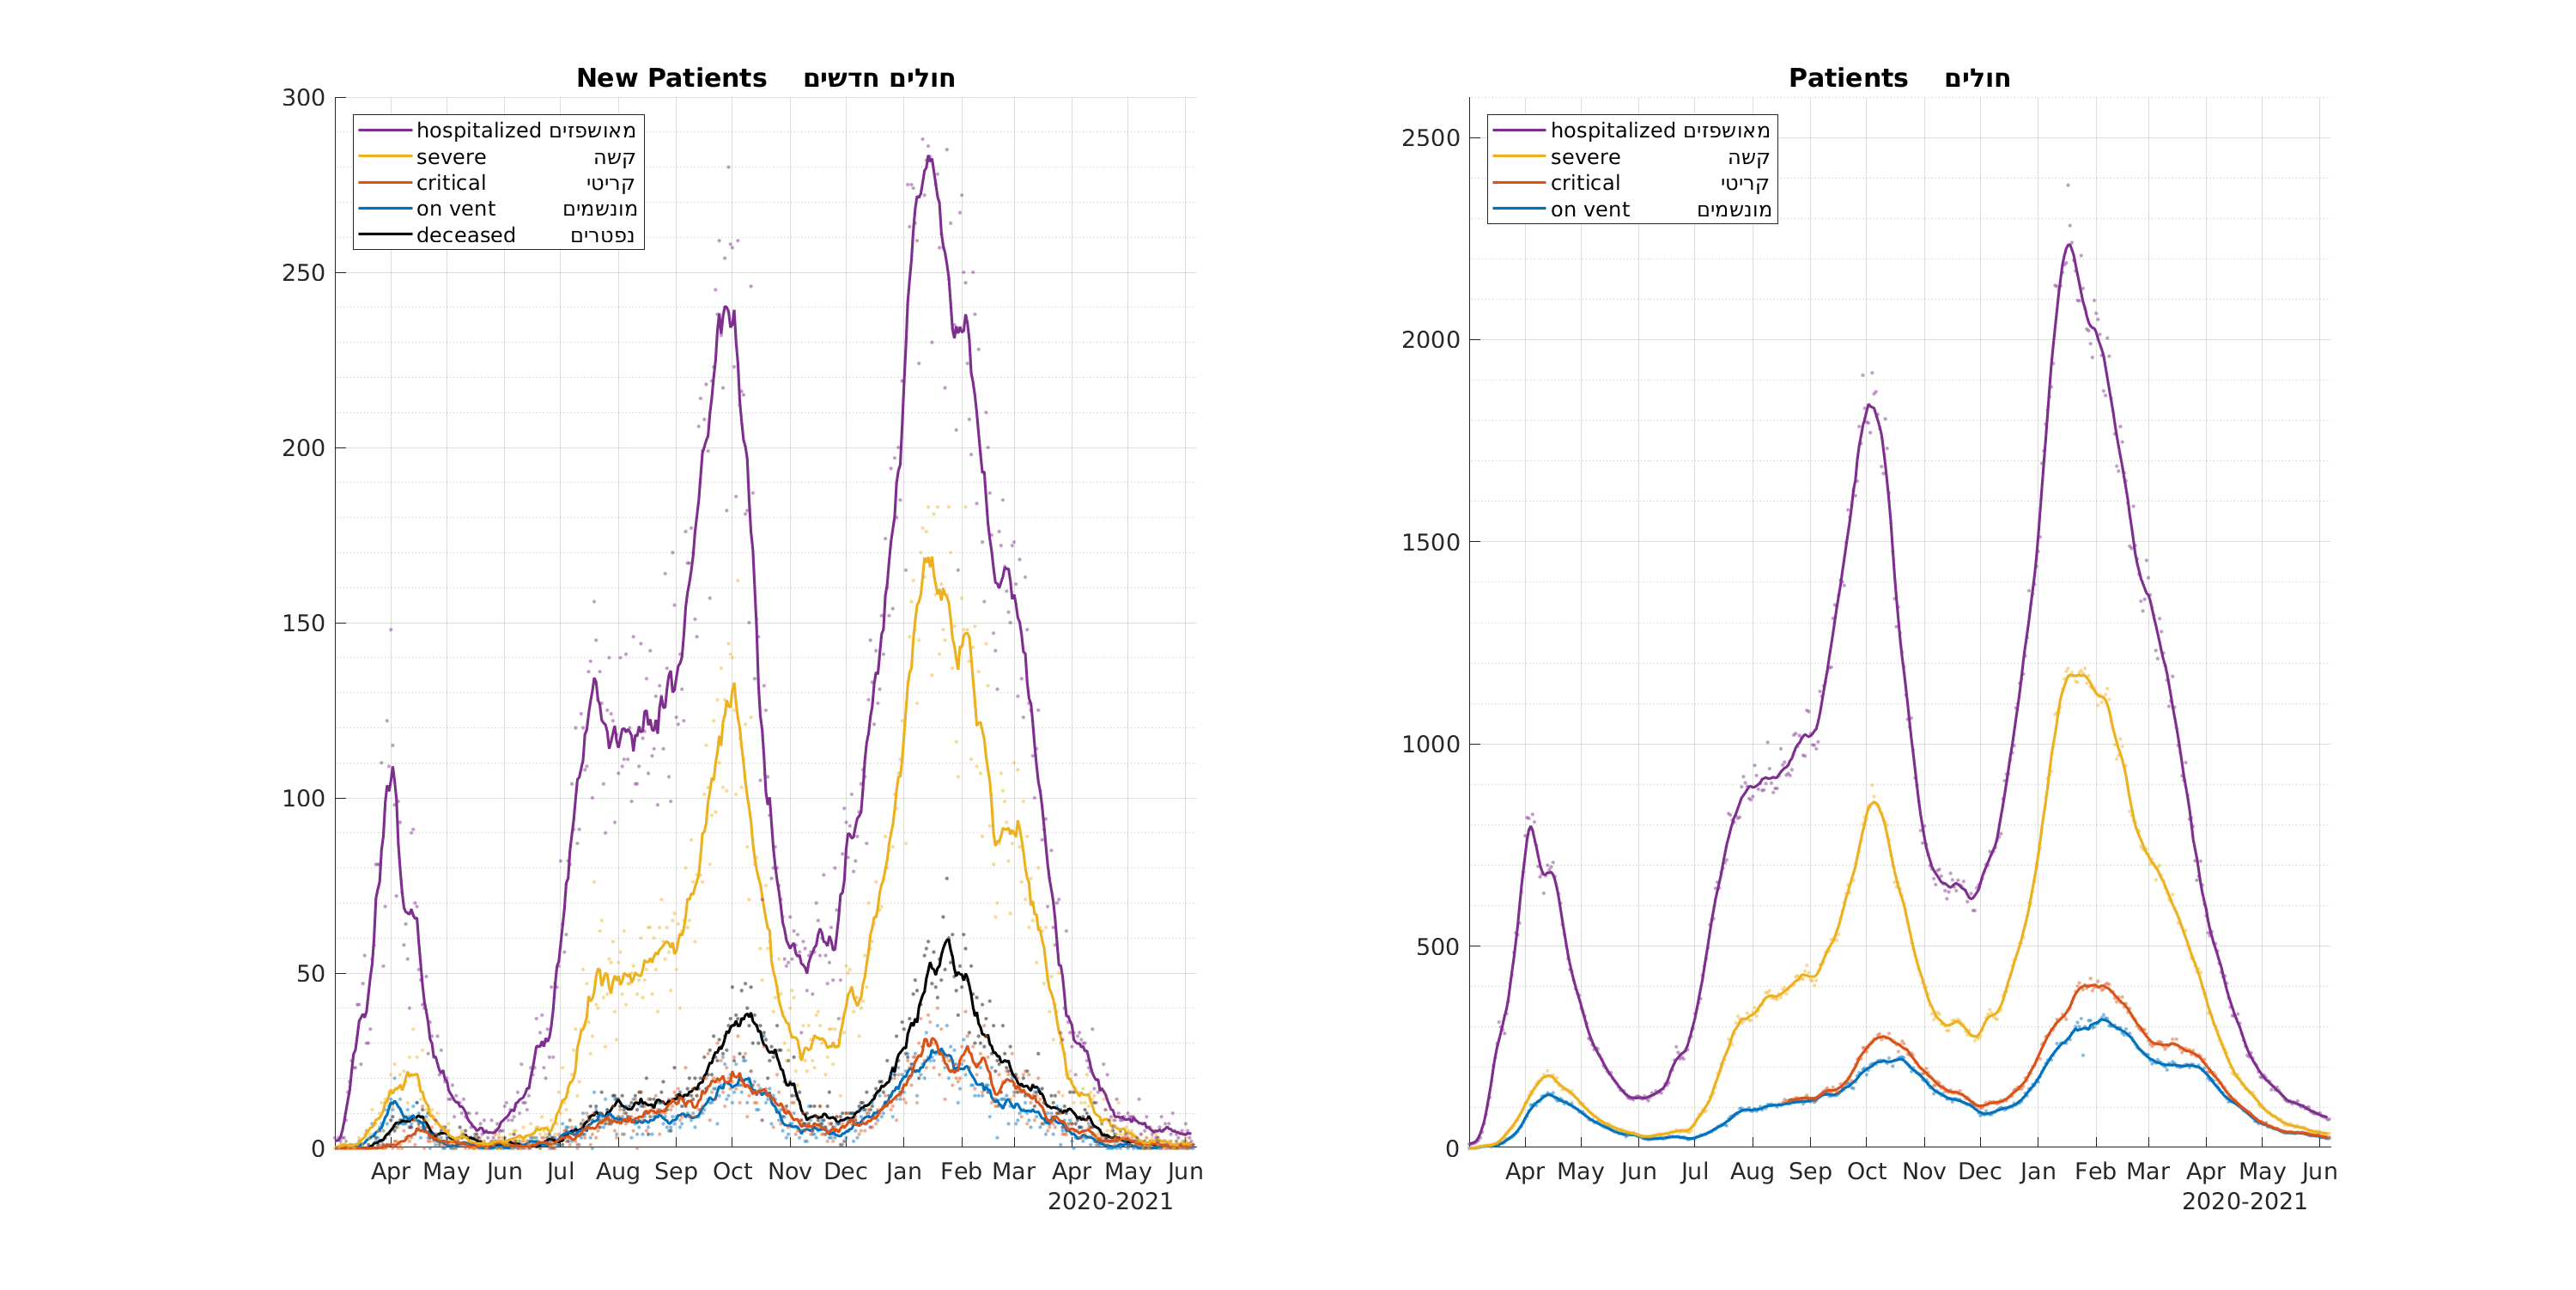 New Patients חולים חדשים
300
250
200
150
100
50
0
hospitalized מאושפזים
severe קשה
critical קריטי
on vent מונשמים
deceased נפטרים
Apr May Jun Jul Aug Sep Oct Nov Dec Jan Feb Mar Apr May Jun
2020-2021
Patients חולים
2500
2000
1500
1000
500
0
hospitalized מאושפזים
severe קשה
critical קריטי
on vent מונשמים
Apr May Jun Jul Aug Sep Oct Nov Dec Jan Feb Mar Apr May Jun
2020-2021